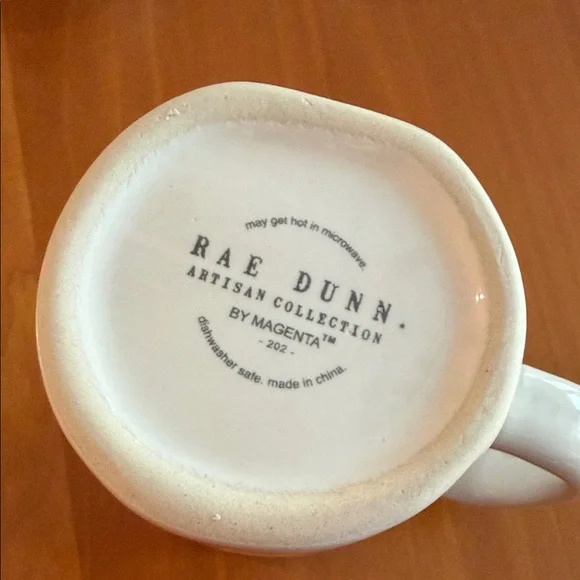 may get hot in microwave.
RAE DUNN.
ARTISAN COLLECTION
BY MAGENTA™
- 202 -
dishwasher safe. made in china.